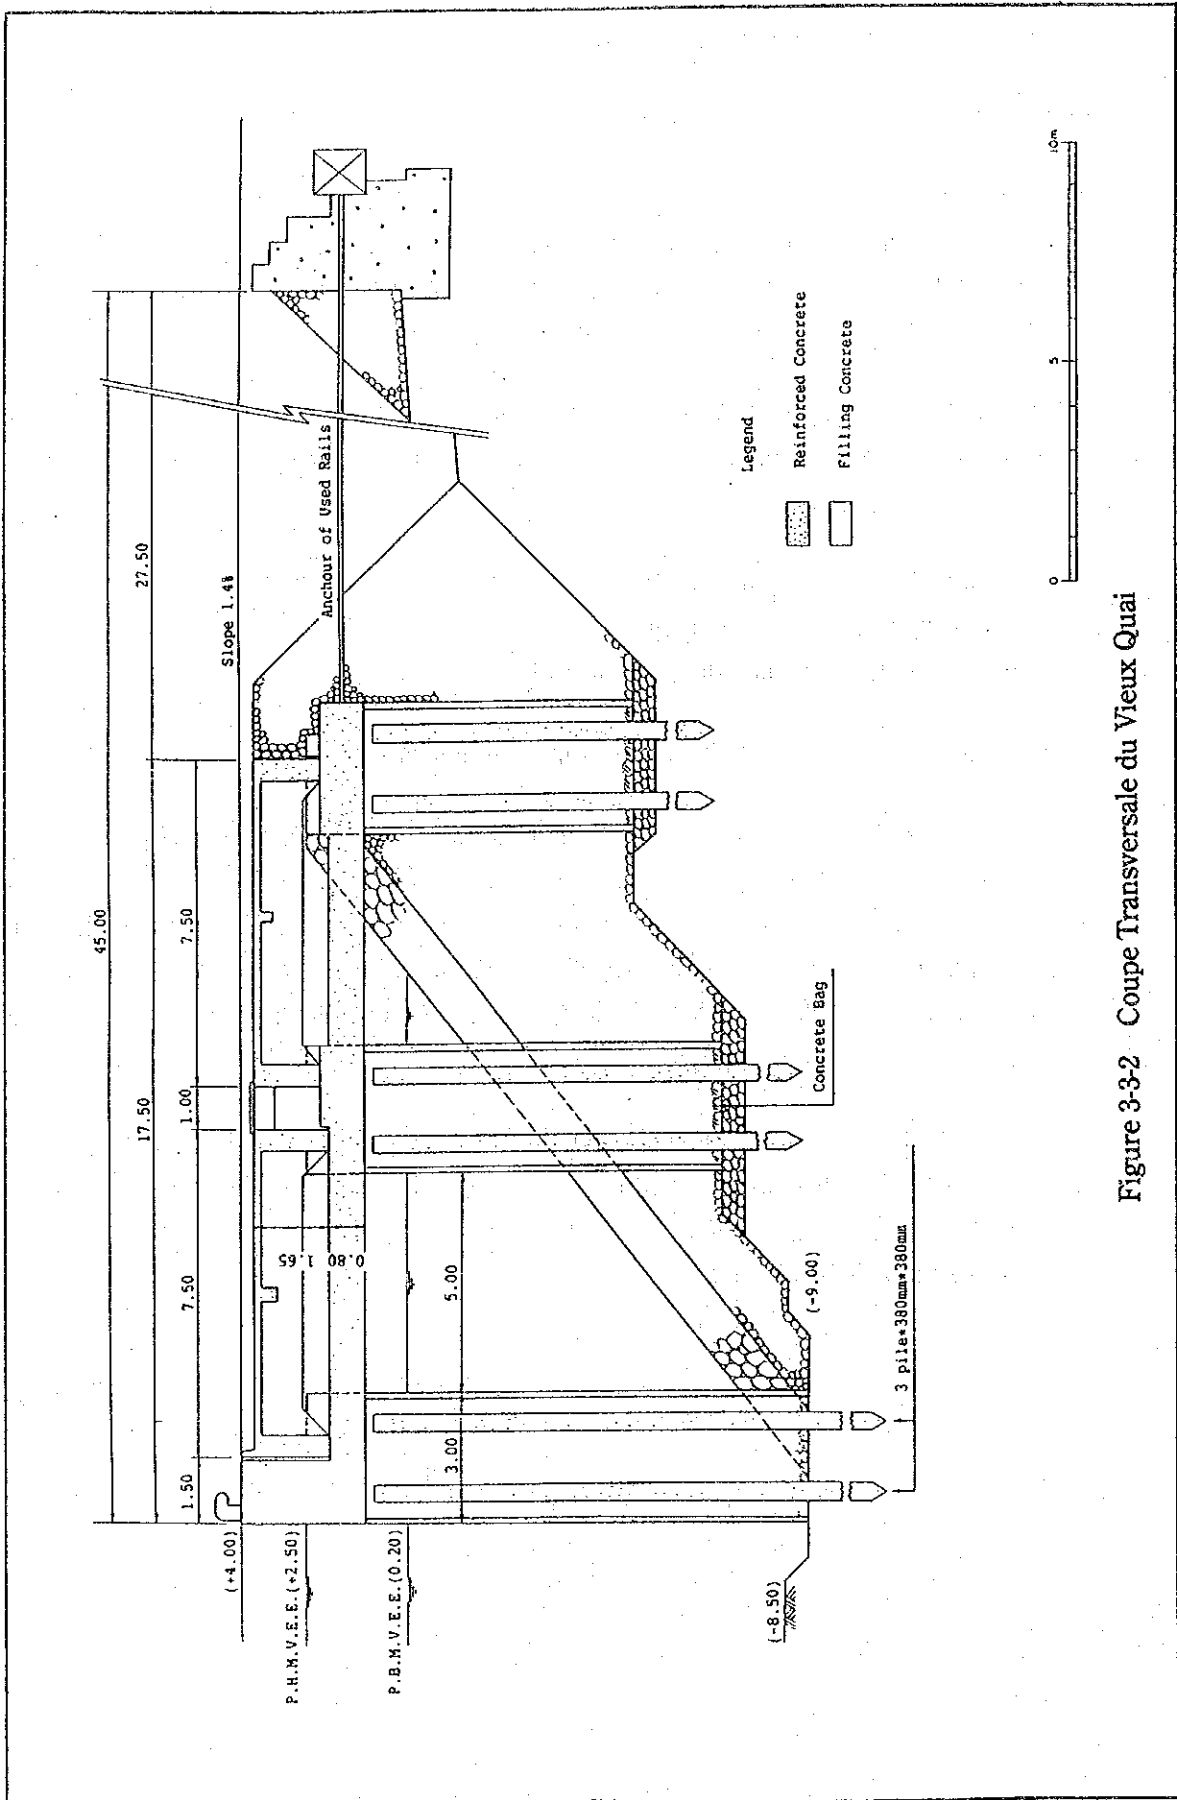 45.00
17.50
27.50
1.50
7.50
1.00
7.50
Slope 1.4%
(+4.00)
P.H.M.V.E.E.(+2.50)
P.B.M.V.E.E.(0.20)
Anchour of Used Rails
1.65
0.80
3.00
5.00
(-8.50)
(-9.00)
Concrete Bag
3 pile*380mm*380mm
Legend
Reinforced Concrete
Filling Concrete
0
5
10m
Figure 3-3-2 Coupe Transversale du Vieux Quai